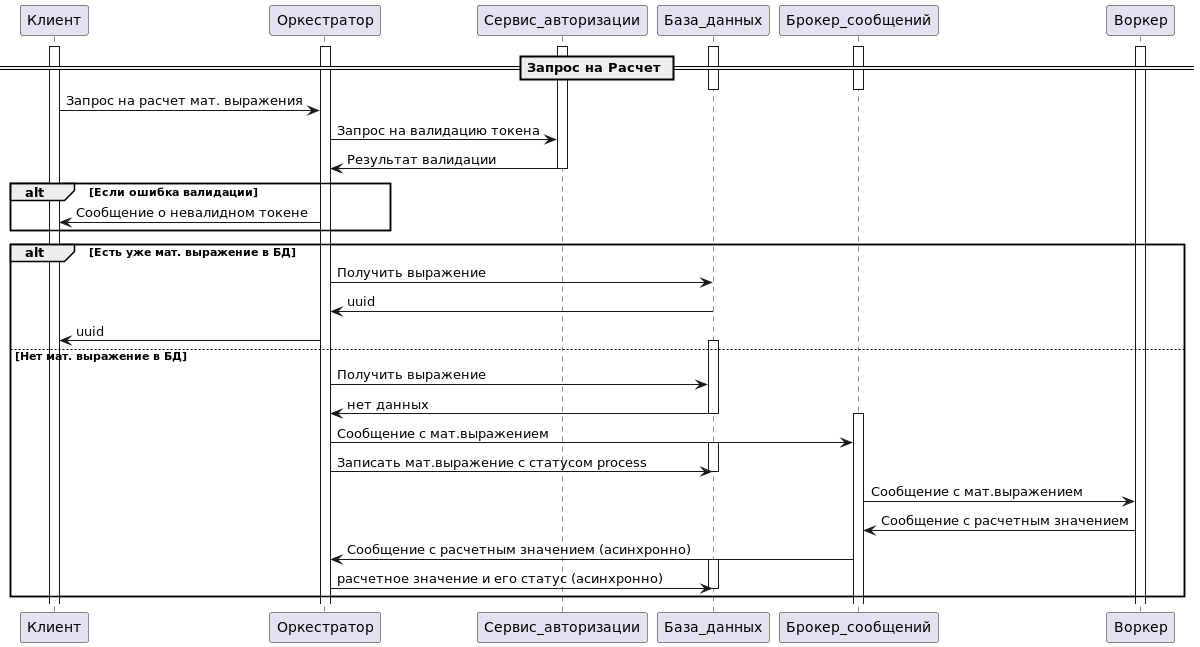 Клиент
Оркестратор
Сервис_авторизации
База_данных
Брокер_сообщений
Воркер
Запрос на Расчет
Запрос на расчет мат. выражения
Запрос на валидацию токена
Результат валидации
alt
[Если ошибка валидации]
Сообщение о невалидном токене
alt
[Есть уже мат. выражение в БД]
Получить выражение
uuid
uuid
[Нет мат. выражение в БД]
Получить выражение
нет данных
Сообщение с мат.выражением
Записать мат.выражение с статусом process
Сообщение с мат.выражением
Сообщение с расчетным значением
Сообщение с расчетным значением (асинхронно)
расчетное значение и его статус (асинхронно)
Клиент
Оркестратор
Сервис_авторизации
База_данных
Брокер_сообщений
Воркер